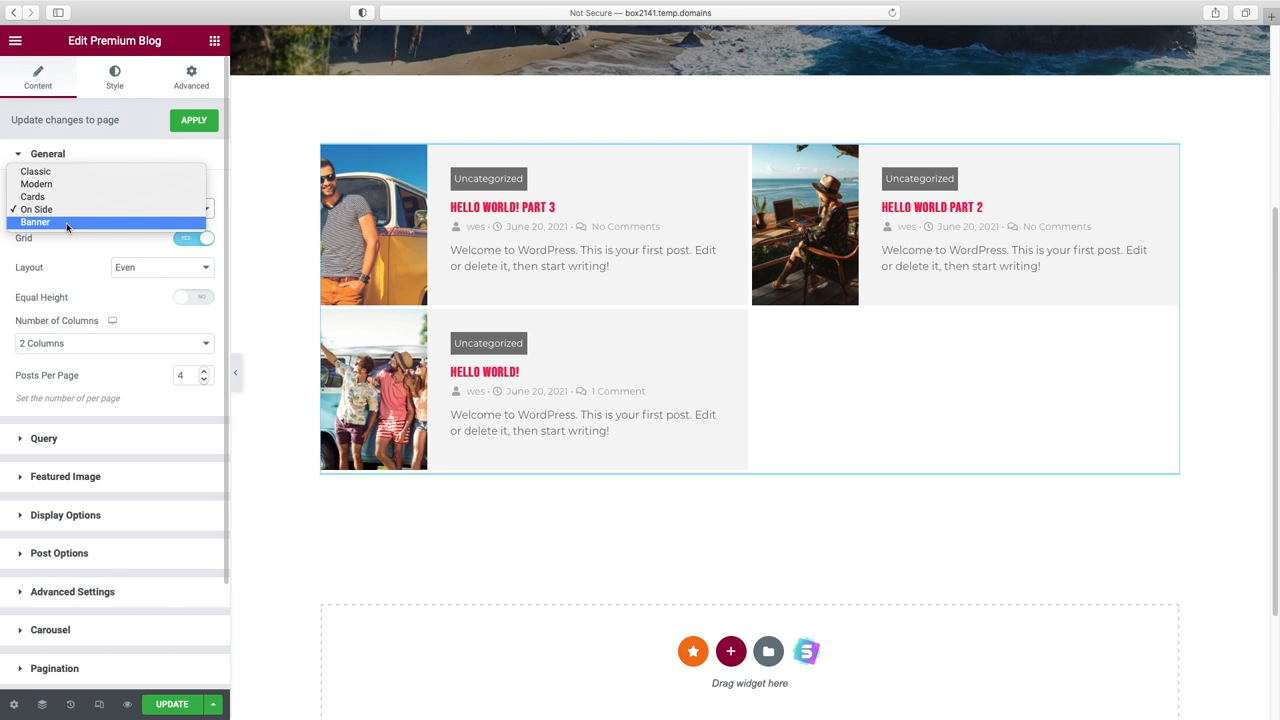 Not Secure — box2141.temp.domains
Edit Premium Blog
Content
Style
Advanced
Update changes to page
APPLY
General
Classic
Modern
Cards
✓ On Side
Banner
Grid
YES
Layout
Even
Equal Height
NO
Number of Columns
2 Columns
Posts Per Page
4
Set the number of per page
Query
Featured Image
Display Options
Post Options
Advanced Settings
Carousel
Pagination
UPDATE
Uncategorized
HELLO WORLD! PART 3
wes • June 20, 2021 • No Comments
Welcome to WordPress. This is your first post. Edit
or delete it, then start writing!
Uncategorized
HELLO WORLD PART 2
wes • June 20, 2021 • No Comments
Welcome to WordPress. This is your first post. Edit
or delete it, then start writing!
Uncategorized
HELLO WORLD!
wes • June 20, 2021 • 1 Comment
Welcome to WordPress. This is your first post. Edit
or delete it, then start writing!
Drag widget here